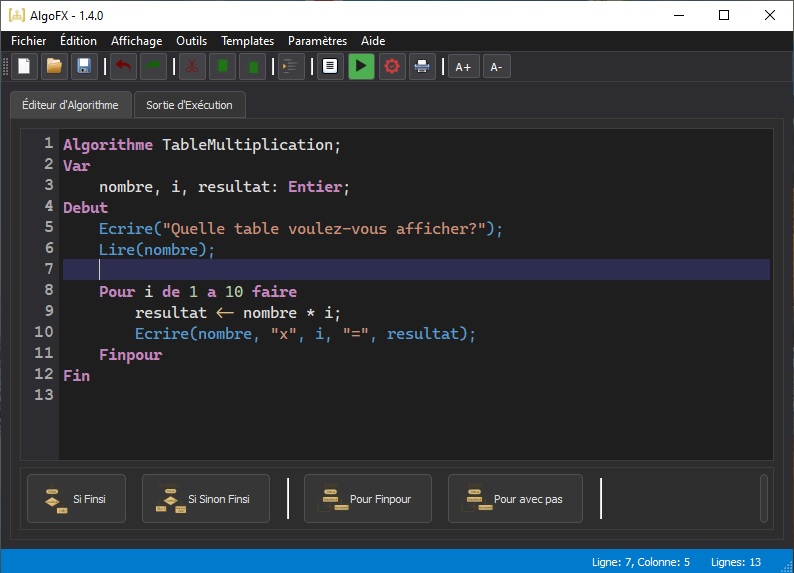 AlgoFX - 1.4.0
Fichier Édition Affichage Outils Templates Paramètres Aide
A+ A-
Éditeur d'Algorithme Sortie d'Exécution
1 Algorithme TableMultiplication;
2 Var
3 nombre, i, resultat: Entier;
4 Debut
5 Ecrire("Quelle table voulez-vous afficher?");
6 Lire(nombre);
7
8 Pour i de 1 a 10 faire
9 resultat ← nombre * i;
10 Ecrire(nombre, "x", i, "=", resultat);
11 Finpour
12 Fin
13
Si Finsi Si Sinon Finsi Pour Finpour Pour avec pas
Ligne: 7, Colonne: 5 Lignes: 13